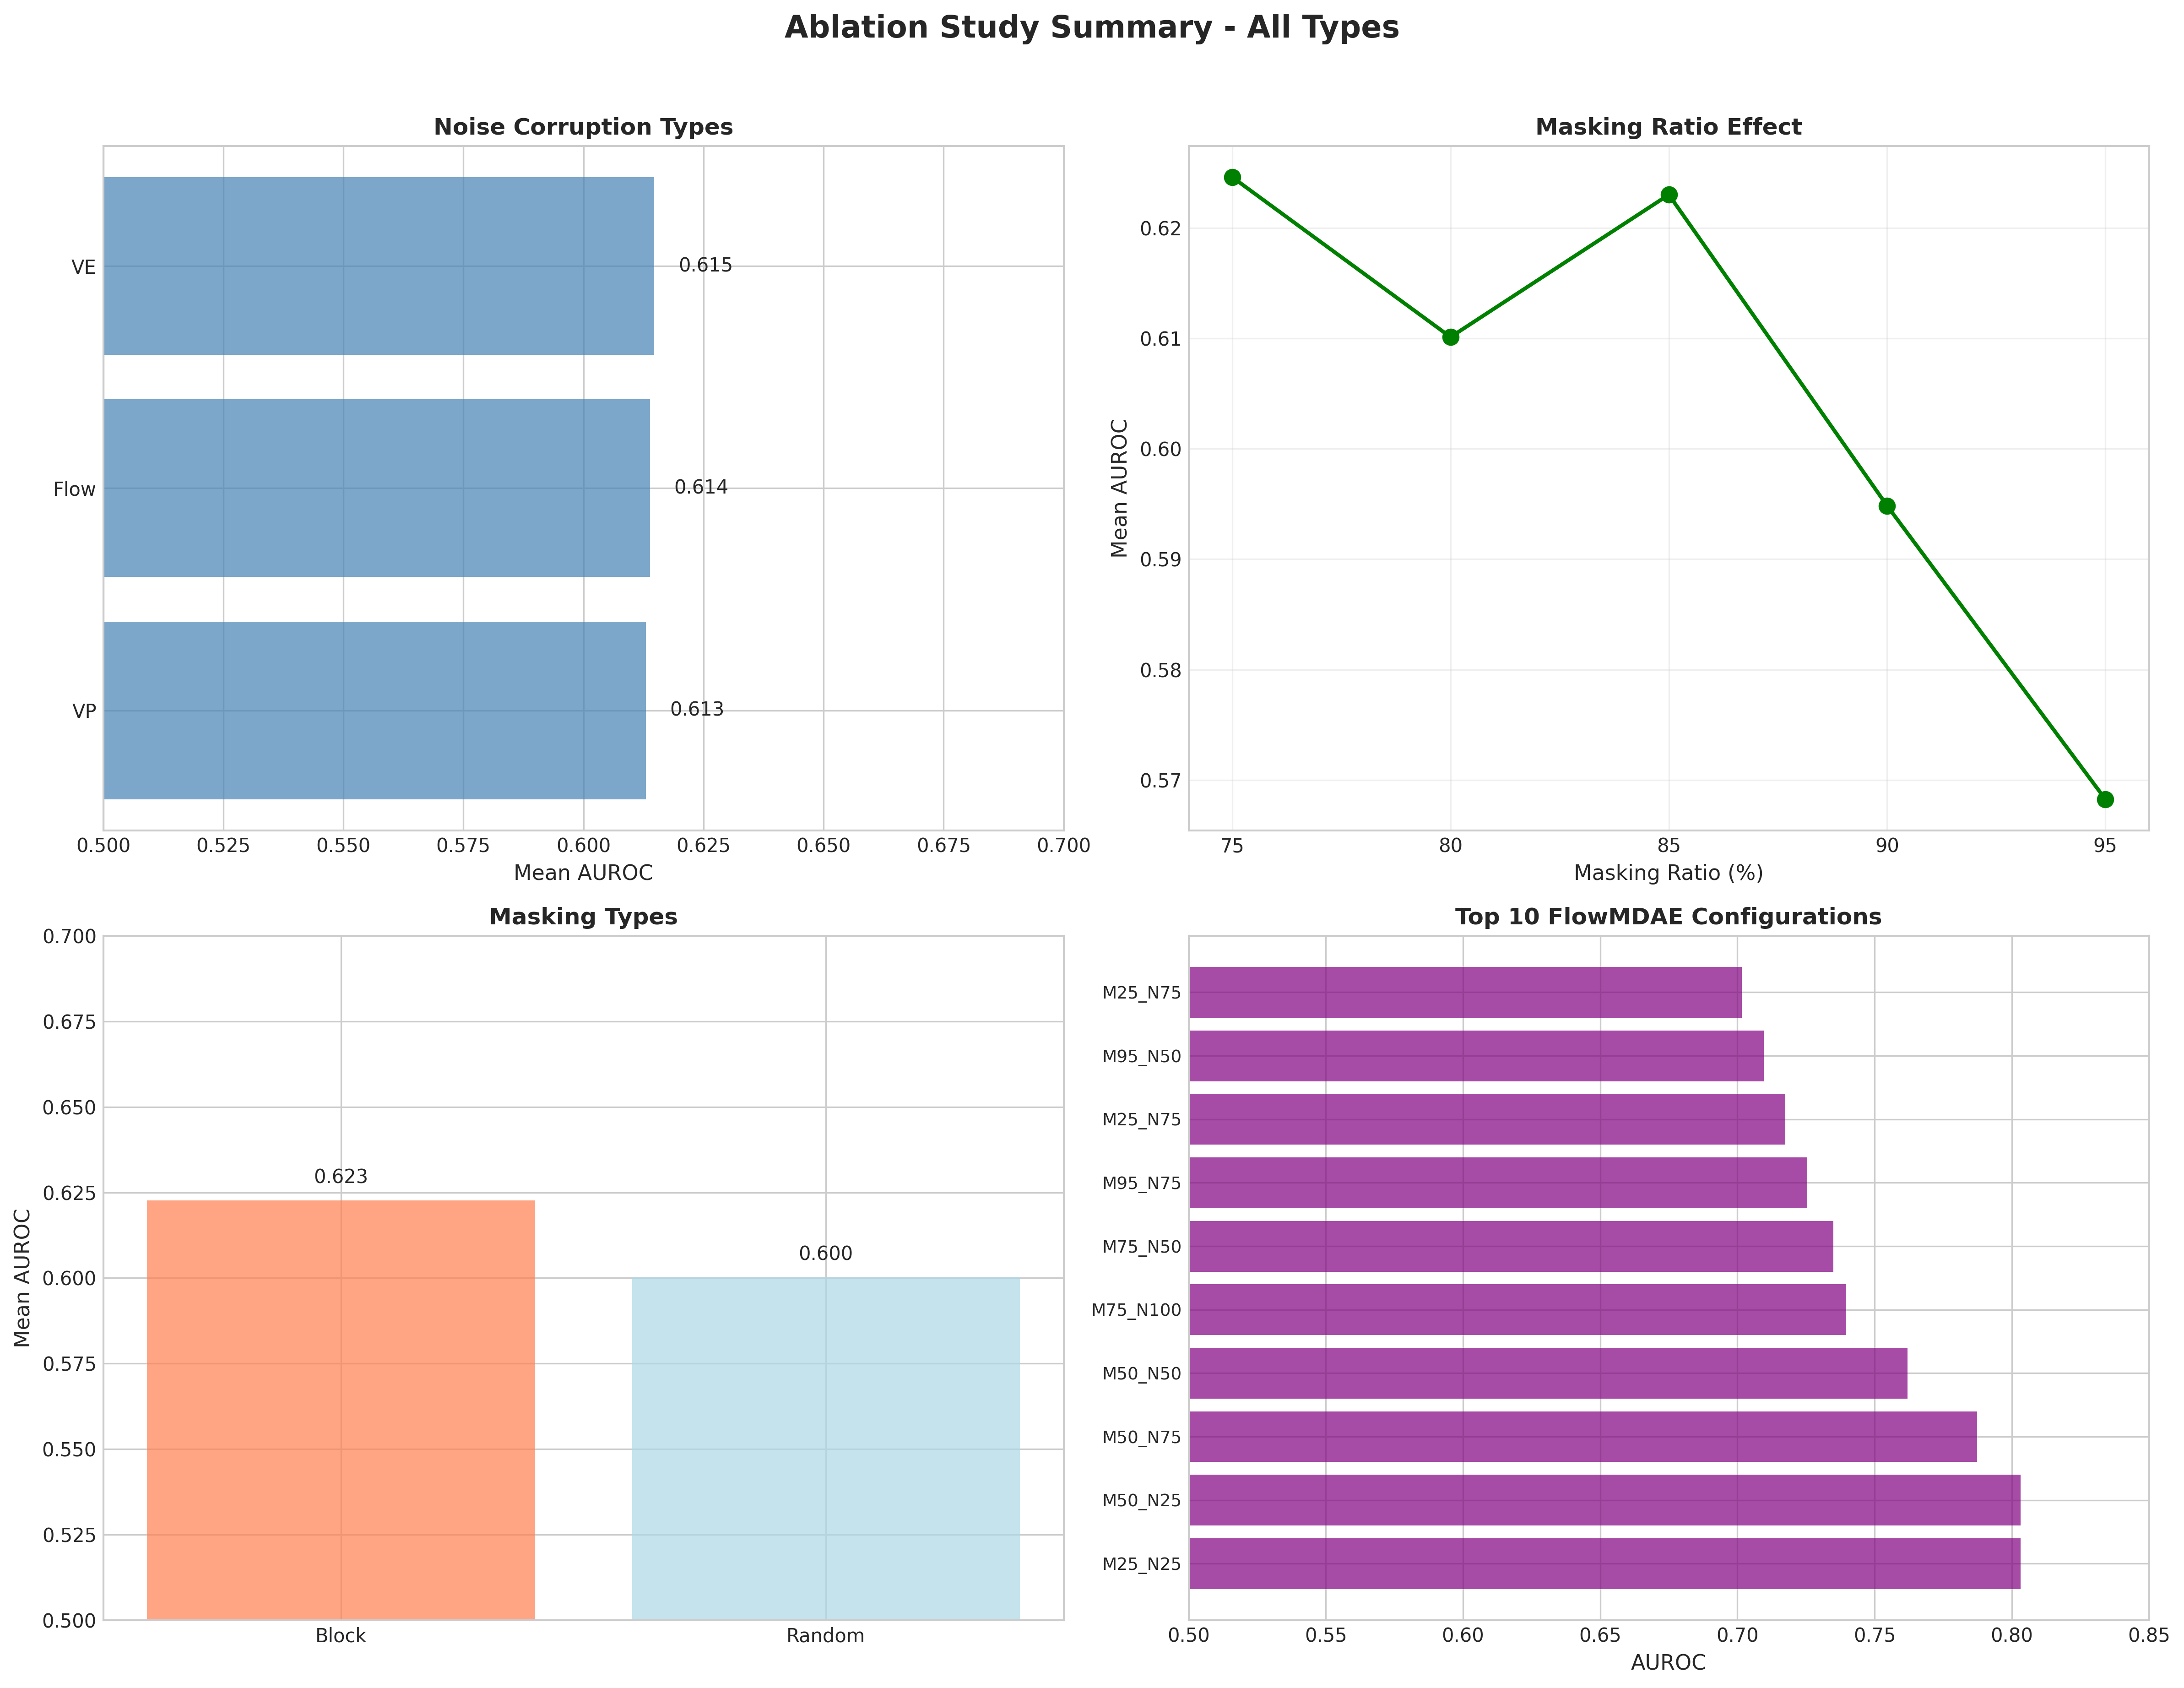 Ablation Study Summary - All Types
Noise Corruption Types
VE
Flow
VP
0.615
0.614
0.613
0.500 0.525 0.550 0.575 0.600 0.625 0.650 0.675 0.700
Mean AUROC
Masking Ratio Effect
Mean AUROC
0.62
0.61
0.60
0.59
0.58
0.57
75 80 85 90 95
Masking Ratio (%)
Masking Types
Mean AUROC
0.700
0.675
0.650
0.625
0.600
0.575
0.550
0.525
0.500
0.623
0.600
Block Random
Top 10 FlowMDAE Configurations
M25_N75
M95_N50
M25_N75
M95_N75
M75_N50
M75_N100
M50_N50
M50_N75
M50_N25
M25_N25
0.50 0.55 0.60 0.65 0.70 0.75 0.80 0.85
AUROC